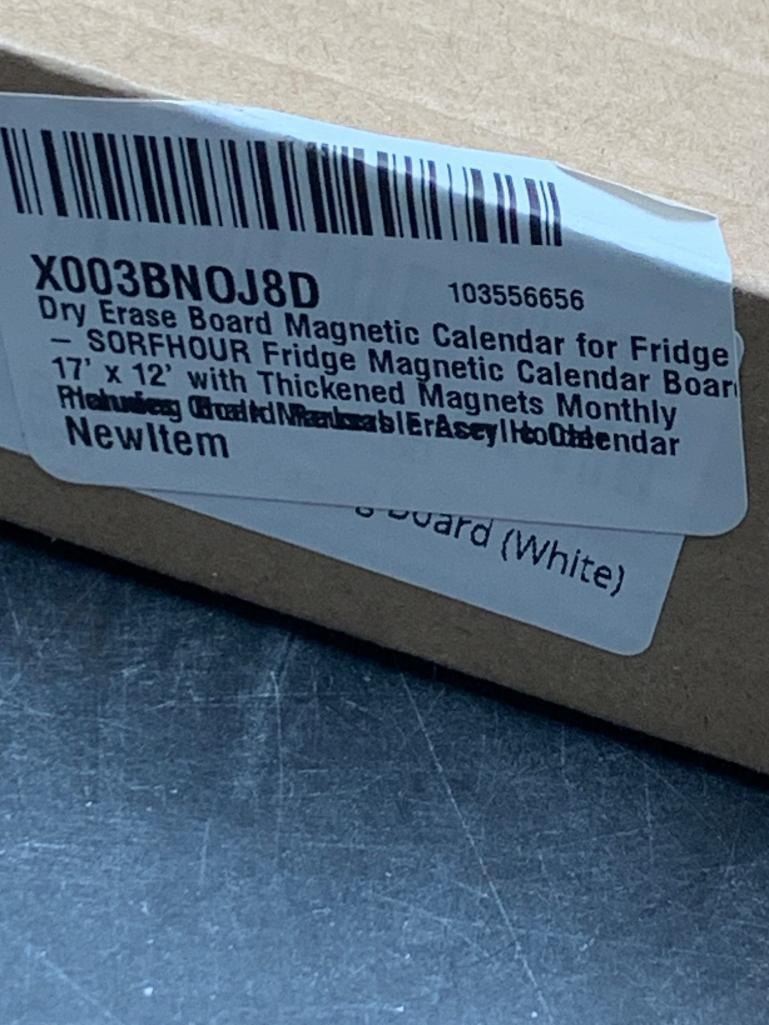 X003BNOJ8D
103556656
Dry Erase Board Magnetic Calendar for Fridge
– SORFHOUR Fridge Magnetic Calendar Boar
17' x 12' with Thickened Magnets Monthly
NewItem
Board (White)